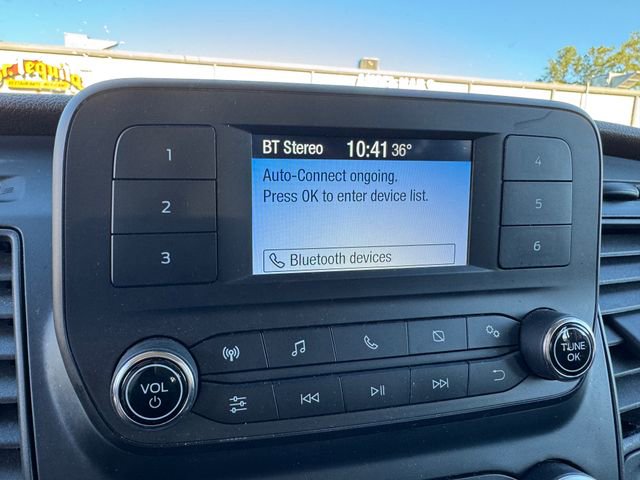 BT Stereo 10:41 36°
Auto-Connect ongoing.
Press OK to enter device list.
Bluetooth devices
1
2
3
4
5
6
VOL
TUNE
OK